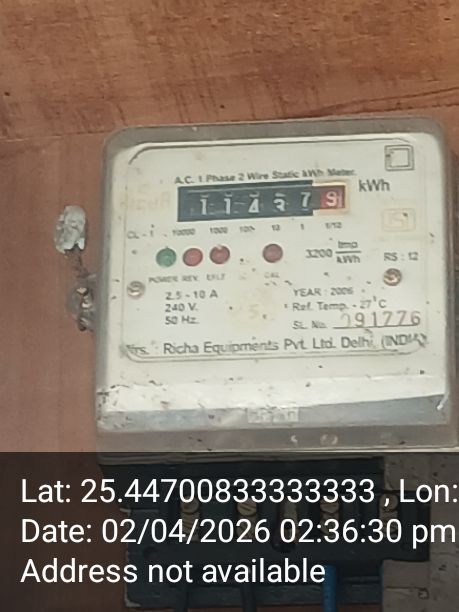 A.C. 1 Phase 2 Wire Static kWh Meter.
1 1 4 3 7 9 kWh
CL - 1 10000 1000 100 10 1 1/10
3200 imp/kWh RS : 12
POWER REV. E/LT CAL
2.5 - 10 A
240 V.
50 Hz.
YEAR : 2006
Ref. Temp. - 27°C
SL. No. 091776
Mfrs. : Richa Equipments Pvt. Ltd. Delhi, (INDIA)
Lat: 25.44700833333333 , Lon:
Date: 02/04/2026 02:36:30 pm
Address not available